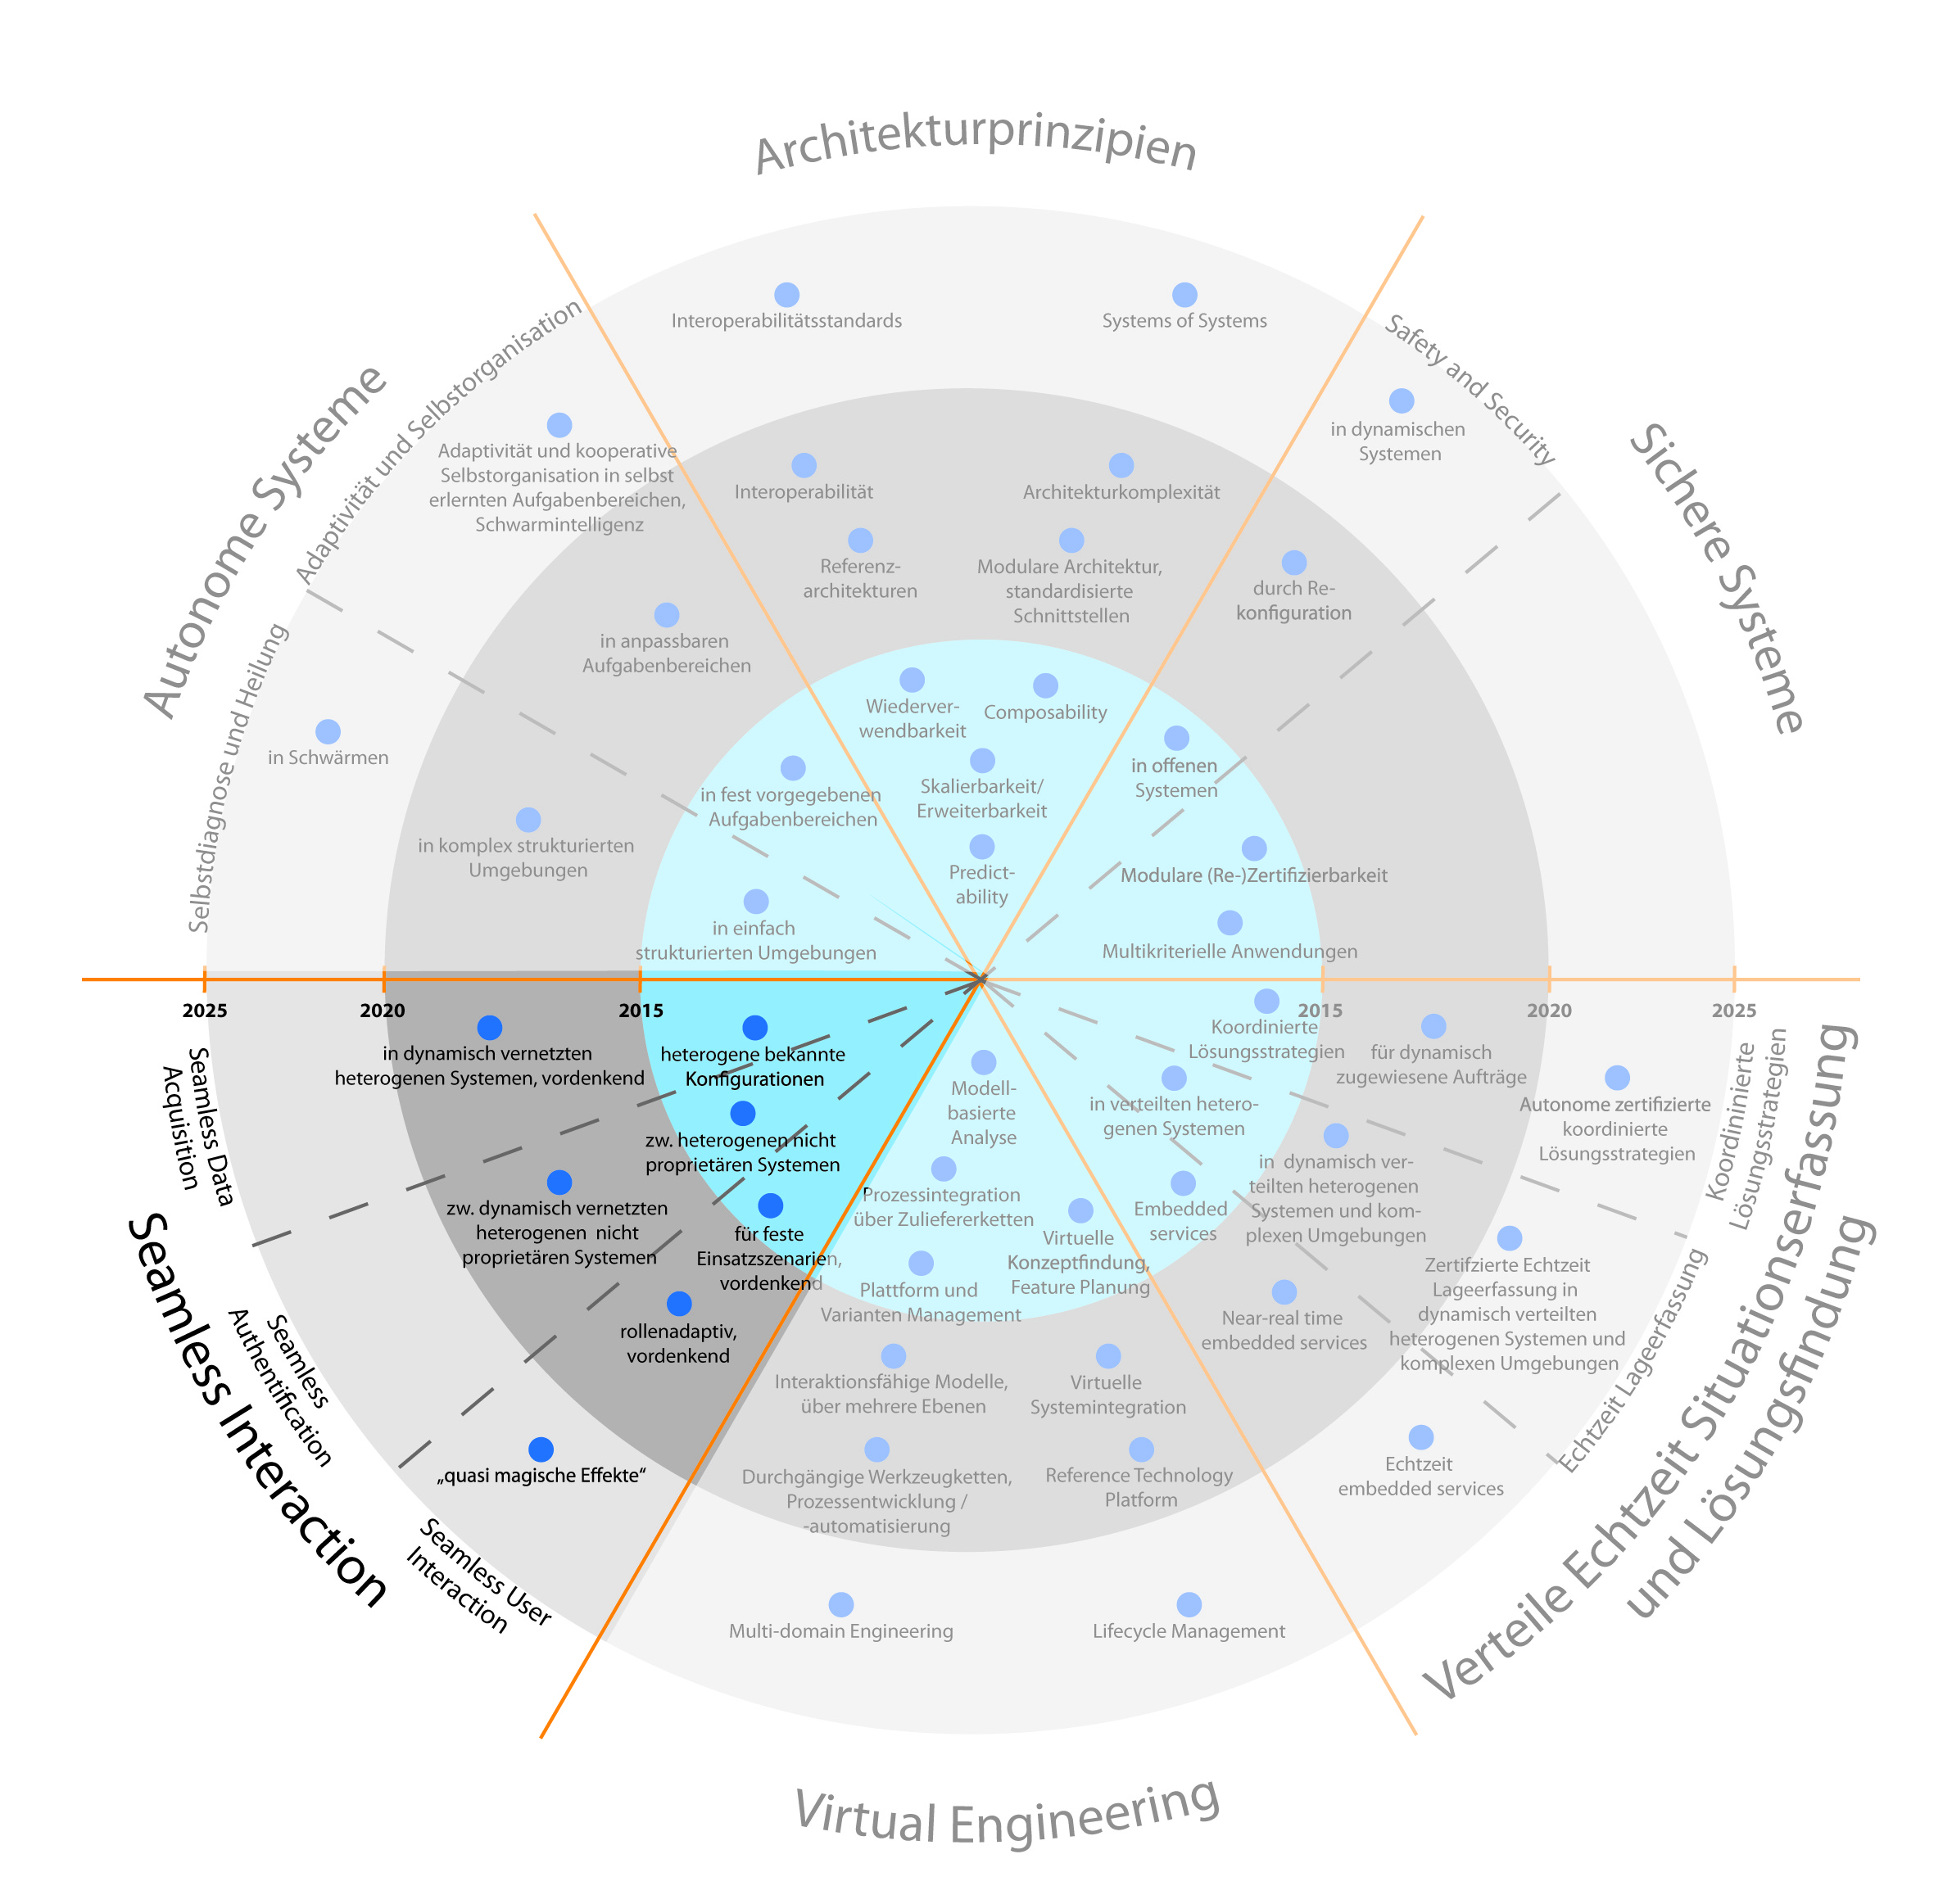 Architekturprinzipien
Interoperabilitätsstandards
Systems of Systems
Interoperabilität
Architekturkomplexität
Referenz-
architekturen
Modulare Architektur,
standardisierte
Schnittstellen
Wiederver-
wendbarkeit
Composability
Skalierbarkeit/
Erweiterbarkeit
Predict-
ability
Sichere Systeme
Safety and Security
in dynamischen
Systemen
durch Re-
konfiguration
in offenen
Systemen
Modulare (Re-)Zertifizierbarkeit
Multikriterielle Anwendungen
2015
2020
2025
Verteile Echtzeit Situationserfassung
und Lösungsfindung
Koordininierte
Lösungsstrategien
Koordinierte
Lösungsstrategien
für dynamisch
zugewiesene Aufträge
Autonome zertifizierte
koordinierte
Lösungsstrategien
Echtzeit Lageerfassung
in verteilten hetero-
genen Systemen
in  dynamisch ver-
teilten heterogenen
Systemen und kom-
plexen Umgebungen
Zertifzierte Echtzeit
Lageerfassung in
dynamisch verteilten
heterogenen Systemen und
komplexen Umgebungen
Embedded
services
Near-real time
embedded services
Echtzeit
embedded services
Virtual Engineering
Modell-
basierte
Analyse
Prozessintegration
über Zuliefererketten
Virtuelle
Konzeptfindung,
Feature Planung
Plattform und
Varianten Management
Interaktionsfähige Modelle,
über mehrere Ebenen
Virtuelle
Systemintegration
Durchgängige Werkzeugketten,
Prozessentwicklung /
-automatisierung
Reference Technology
Platform
Multi-domain Engineering
Lifecycle Management
Seamless Interaction
2025
2020
2015
Seamless Data
Acquisition
in dynamisch vernetzten
heterogenen Systemen, vordenkend
heterogene bekannte
Konfigurationen
Seamless
Authentification
zw. heterogenen nicht
proprietären Systemen
zw. dynamisch vernetzten
heterogenen  nicht
proprietären Systemen
Seamless User
Interaction
für feste
Einsatzszenarien,
vordenkend
rollenadaptiv,
vordenkend
„quasi magische Effekte“
Autonome Systeme
Adaptivität und Selbstorganisation
Adaptivität und kooperative
Selbstorganisation in selbst
erlernten Aufgabenbereichen,
Schwarmintelligenz
in anpassbaren
Aufgabenbereichen
in fest vorgegebenen
Aufgabenbereichen
Selbstdiagnose und Heilung
in Schwärmen
in komplex strukturierten
Umgebungen
in einfach
strukturierten Umgebungen